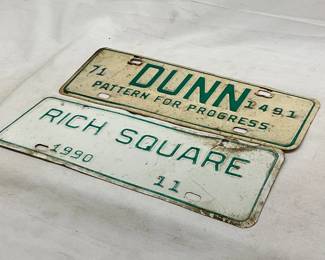 71 DUNN 1491
PATTERN FOR PROGRESS
RICH SQUARE
1990 11